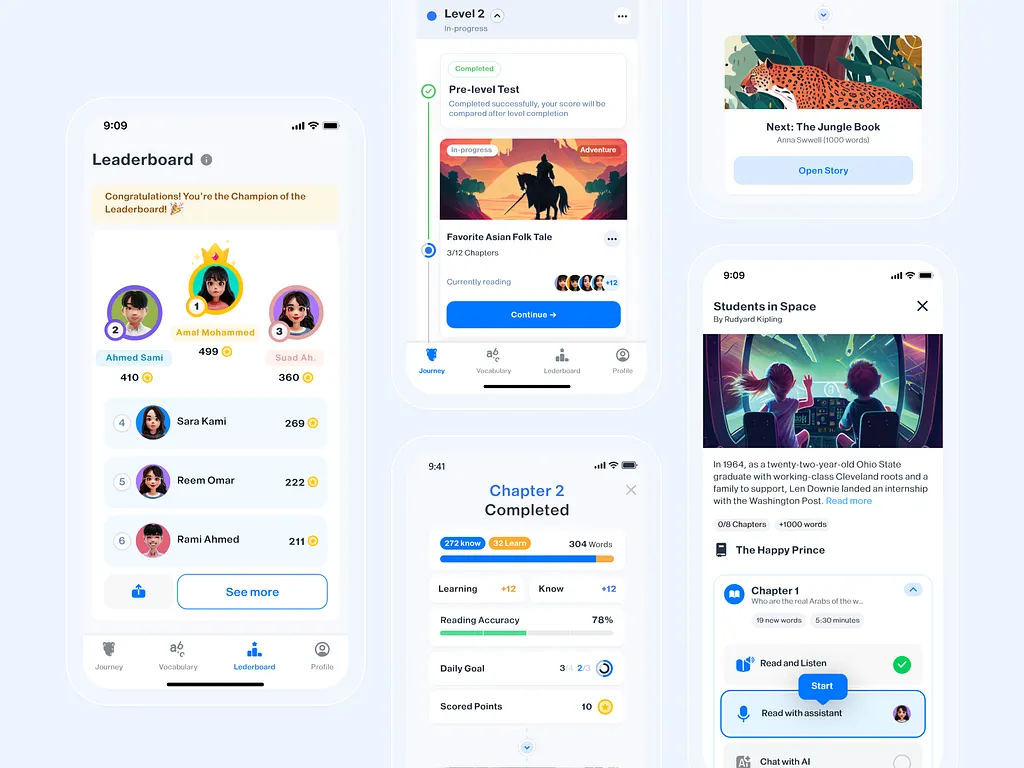 9:09
Leaderboard
Congratulations! You're the Champion of the
Leaderboard!
1
2
3
Amal Mohammed
499
Ahmed Sami
410
Suad Ah.
360
4
Sara Kami
269
5
Reem Omar
222
6
Rami Ahmed
211
See more
Journey
Vocabulary
Leaderboard
Profile
Level 2
In-progress
Completed
Pre-level Test
Completed successfully, your score will be
compared after level completion
In-progress
Adventure
Favorite Asian Folk Tale
3/12 Chapters
Currently reading
+12
Continue →
Journey
Vocabulary
Leaderboard
Profile
9:41
Chapter 2
Completed
272 know
32 Learn
304 Words
Learning
+12
Know
+12
Reading Accuracy
78%
Daily Goal
2/3
Scored Points
10
Next: The Jungle Book
Anna Swwell (1000 words)
Open Story
9:09
Students in Space
By Rudyard Kipling
In 1964, as a twenty-two-year-old Ohio State
graduate with working-class Cleveland roots and a
family to support, Len Downie landed an internship
with the Washington Post. Read more
0/8 Chapters
+1000 words
The Happy Prince
Chapter 1
Who are the real Arabs of the w...
19 new words
5:30 minutes
Read and Listen
Start
Read with assistant
Chat with AI